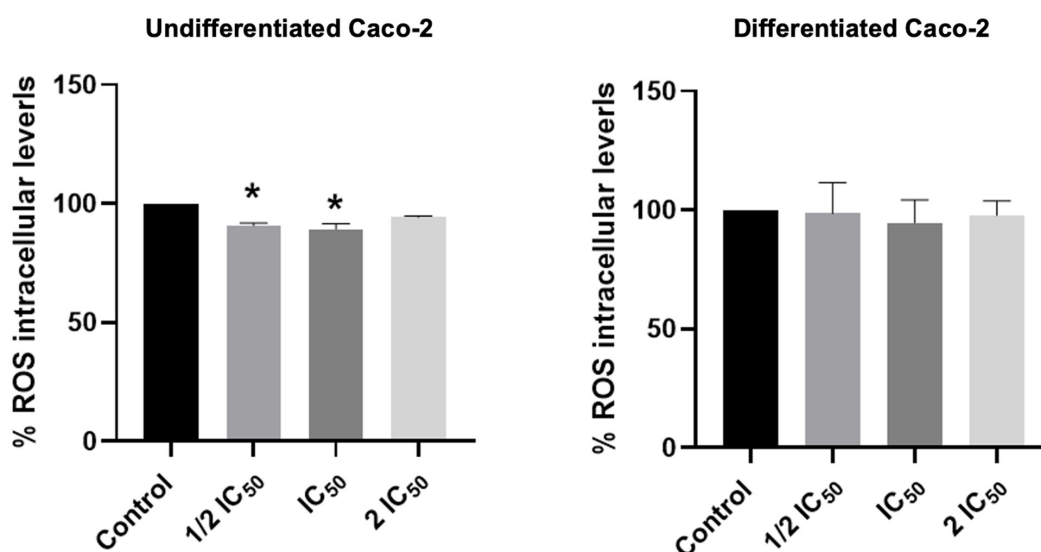 Undifferentiated Caco-2
% ROS intracellular leverls
150
100
50
0
*
*
Control
1/2 IC₅₀
IC₅₀
2 IC₅₀
Differentiated Caco-2
% ROS intracellular leverls
150
100
50
0
Control
1/2 IC₅₀
IC₅₀
2 IC₅₀